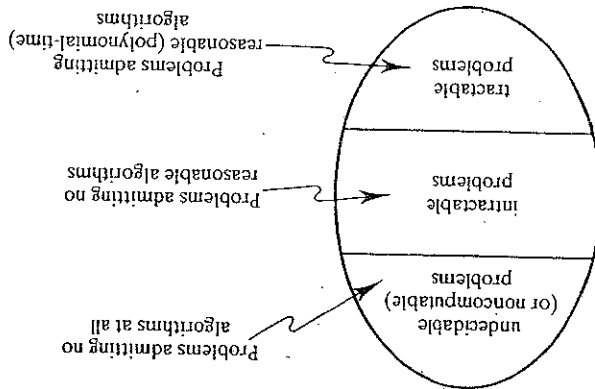 undecidable
(or noncomputable)
problems
Problems admitting no
algorithms at all
intractable
problems
Problems admitting no
reasonable algorithms
tractable
problems
Problems admitting
reasonable (polynomial-time)
algorithms